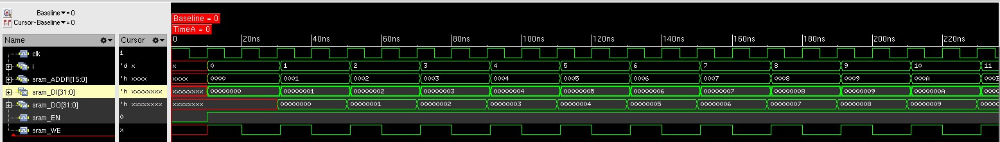 Baseline▼= 0
Cursor-Baseline▼= 0
Baseline = 0
TimeA = 0
Name Cursor 0 20ns 40ns 60ns 80ns 100ns 120ns 140ns 160ns 180ns 200ns 220ns
clk 1
i 'd x x 0 1 2 3 4 5 6 7 8 9 10 11
sram_ADDR[15:0] 'h xxxx xxxx 0000 0001 0002 0003 0004 0005 0006 0007 0008 0009 000A 000B
sram_DI[31:0] 'h xxxxxxxx xxxxxxxx 00000000 00000001 00000002 00000003 00000004 00000005 00000006 00000007 00000008 00000009 0000000A 0000
sram_DO[31:0] 'h xxxxxxxx xxxxxxxx 00000000 00000001 00000002 00000003 00000004 00000005 00000006 00000007 00000008 00000009 0000
sram_EN 0
sram_WE x